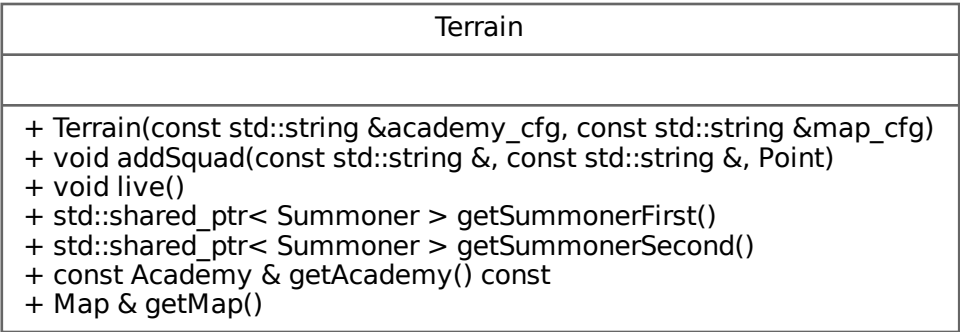 Terrain
+ Terrain(const std::string &academy_cfg, const std::string &map_cfg)
+ void addSquad(const std::string &, const std::string &, Point)
+ void live()
+ std::shared_ptr< Summoner > getSummonerFirst()
+ std::shared_ptr< Summoner > getSummonerSecond()
+ const Academy & getAcademy() const
+ Map & getMap()